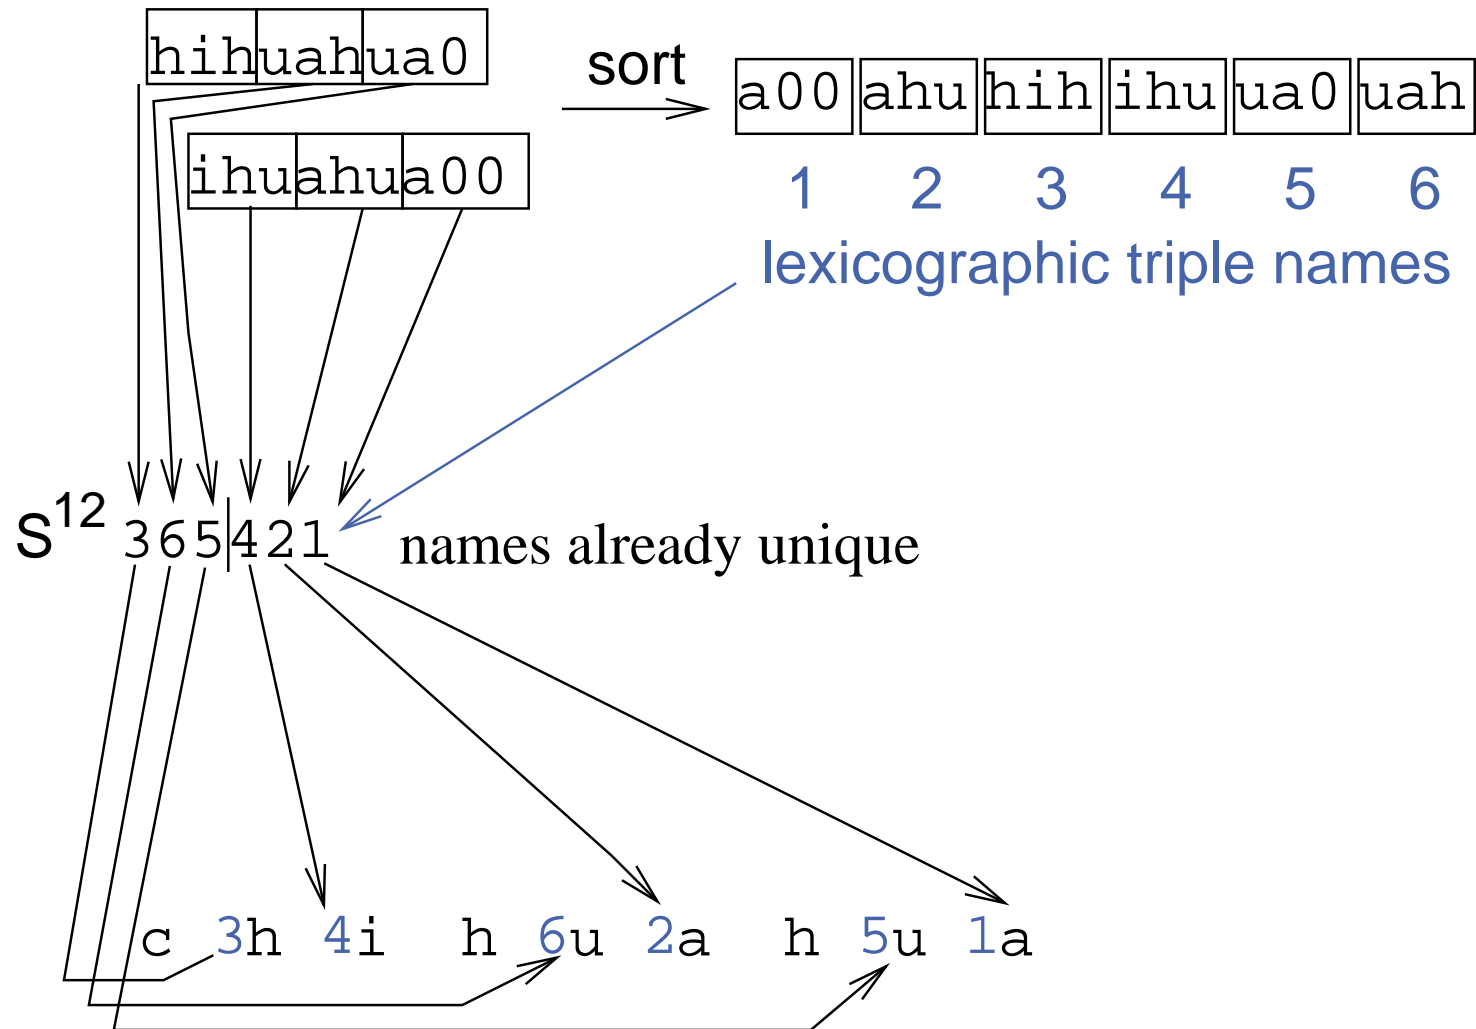 hihuahua0
sort
a00 ahu hih ihu ua0 uah
ihuahua00
1 2 3 4 5 6
lexicographic triple names
S12 365|421
names already unique
c 3h 4i h 6u 2a h 5u 1a